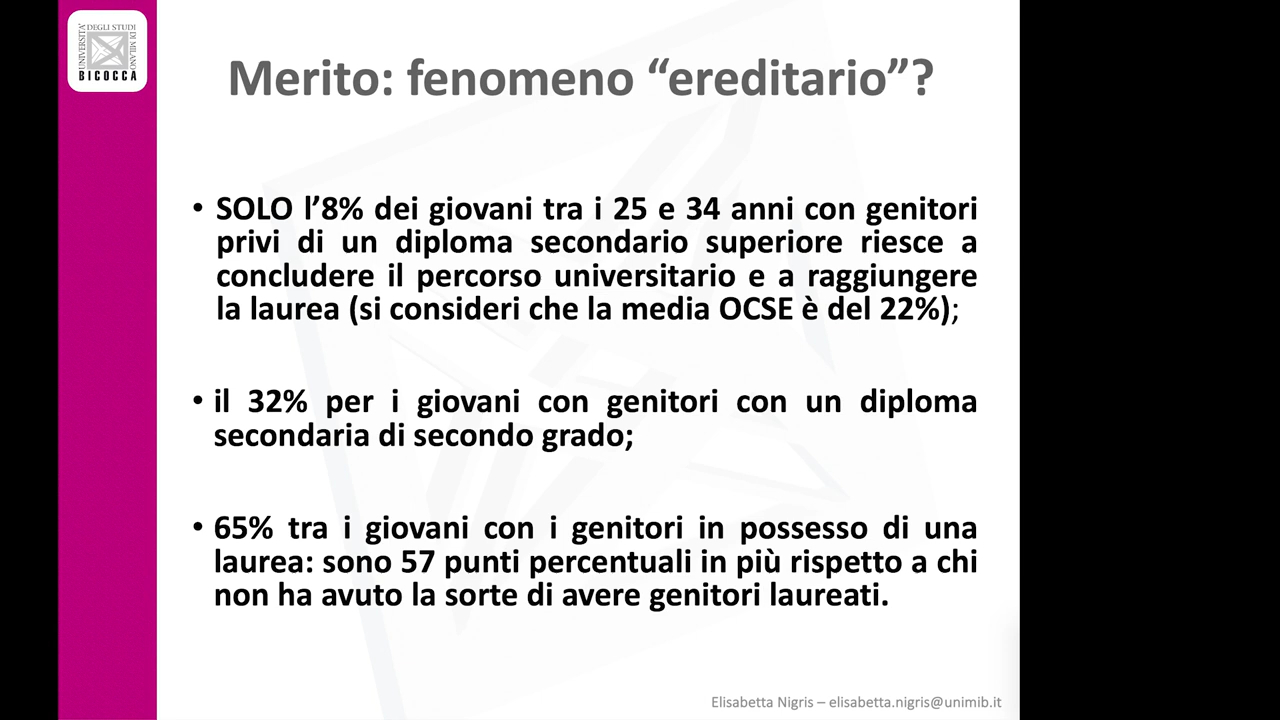 UNIVERSITÀ DEGLI STUDI DI MILANO
BICOCCA
Merito: fenomeno “ereditario”?
• SOLO l’8% dei giovani tra i 25 e 34 anni con genitori
privi di un diploma secondario superiore riesce a
concludere il percorso universitario e a raggiungere
la laurea (si consideri che la media OCSE è del 22%);
• il 32% per i giovani con genitori con un diploma
secondaria di secondo grado;
• 65% tra i giovani con i genitori in possesso di una
laurea: sono 57 punti percentuali in più rispetto a chi
non ha avuto la sorte di avere genitori laureati.
Elisabetta Nigris – elisabetta.nigris@unimib.it